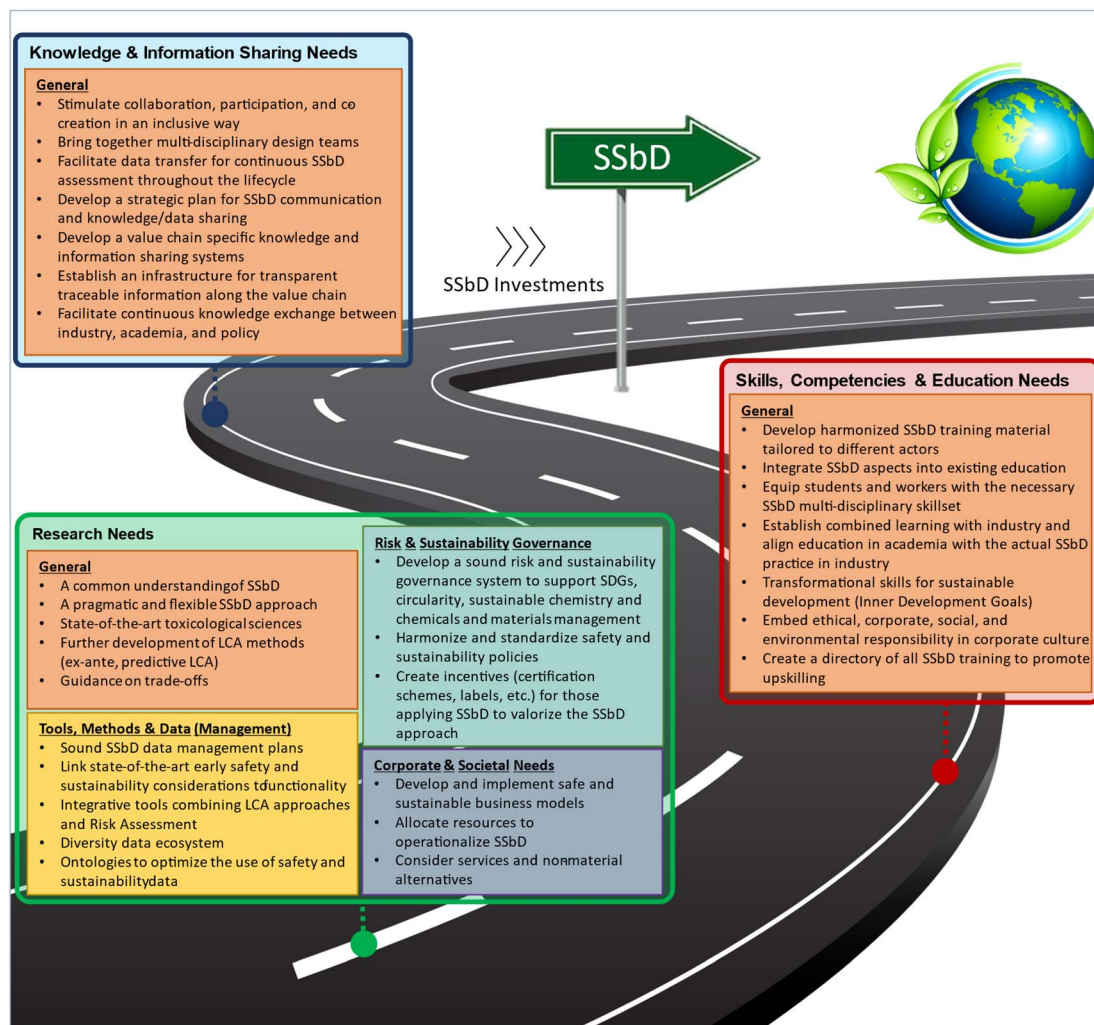 Knowledge & Information Sharing Needs
General
• Stimulate collaboration, participation, and co
creation in an inclusive way
• Bring together multi-disciplinary design teams
• Facilitate data transfer for continuous SSbD
assessment throughout the lifecycle
• Develop a strategic plan for SSbD communication
and knowledge/data sharing
• Develop a value chain specific knowledge and
information sharing systems
• Establish an infrastructure for transparent
traceable information along the value chain
• Facilitate continuous knowledge exchange between
industry, academia, and policy
SSbD
SSbD Investments
Skills, Competencies & Education Needs
General
• Develop harmonized SSbD training material
tailored to different actors
• Integrate SSbD aspects into existing education
• Equip students and workers with the necessary
SSbD multi-disciplinary skillset
• Establish combined learning with industry and
align education in academia with the actual SSbD
practice in industry
• Transformational skills for sustainable
development (Inner Development Goals)
• Embed ethical, corporate, social, and
environmental responsibility in corporate culture
• Create a directory of all SSbD training to promote
upskilling
Research Needs
General
• A common understanding of SSbD
• A pragmatic and flexible SSbD approach
• State-of-the-art toxicological sciences
• Further development of LCA methods
(ex-ante, predictive LCA)
• Guidance on trade-offs
Tools, Methods & Data (Management)
• Sound SSbD data management plans
• Link state-of-the-art early safety and
sustainability considerations to functionality
• Integrative tools combining LCA approaches
and Risk Assessment
• Diversity data ecosystem
• Ontologies to optimize the use of safety and
sustainability data
Risk & Sustainability Governance
• Develop a sound risk and sustainability
governance system to support SDGs,
circularity, sustainable chemistry and
chemicals and materials management
• Harmonize and standardize safety and
sustainability policies
• Create incentives (certification
schemes, labels, etc.) for those
applying SSbD to valorize the SSbD
approach
Corporate & Societal Needs
• Develop and implement safe and
sustainable business models
• Allocate resources to
operationalize SSbD
• Consider services and nonmaterial
alternatives